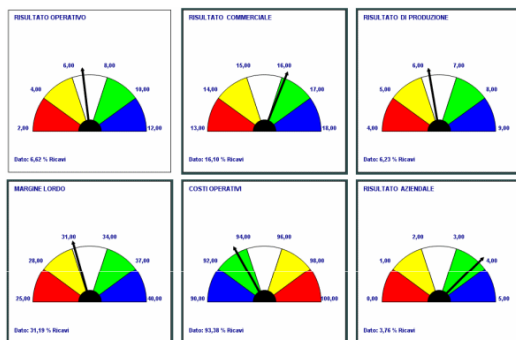 RISULTATO OPERATIVO
6,00 8,00
4,00 10,00
2,00 12,00
Dato: 6,62 % Ricavi
RISULTATO COMMERCIALE
15,00 16,00
14,00 17,00
13,00 18,00
Dato: 16,10 % Ricavi
RISULTATO DI PRODUZIONE
6,00 7,00
5,00 8,00
4,00 9,00
Dato: 6,23 % Ricavi
MARGINE LORDO
31,00 34,00
28,00 37,00
25,00 40,00
Dato: 31,19 % Ricavi
COSTI OPERATIVI
94,00 96,00
92,00 98,00
90,00 100,00
Dato: 93,38 % Ricavi
RISULTATO AZIENDALE
2,00 3,00
1,00 4,00
0,00 5,00
Dato: 3,76 % Ricavi